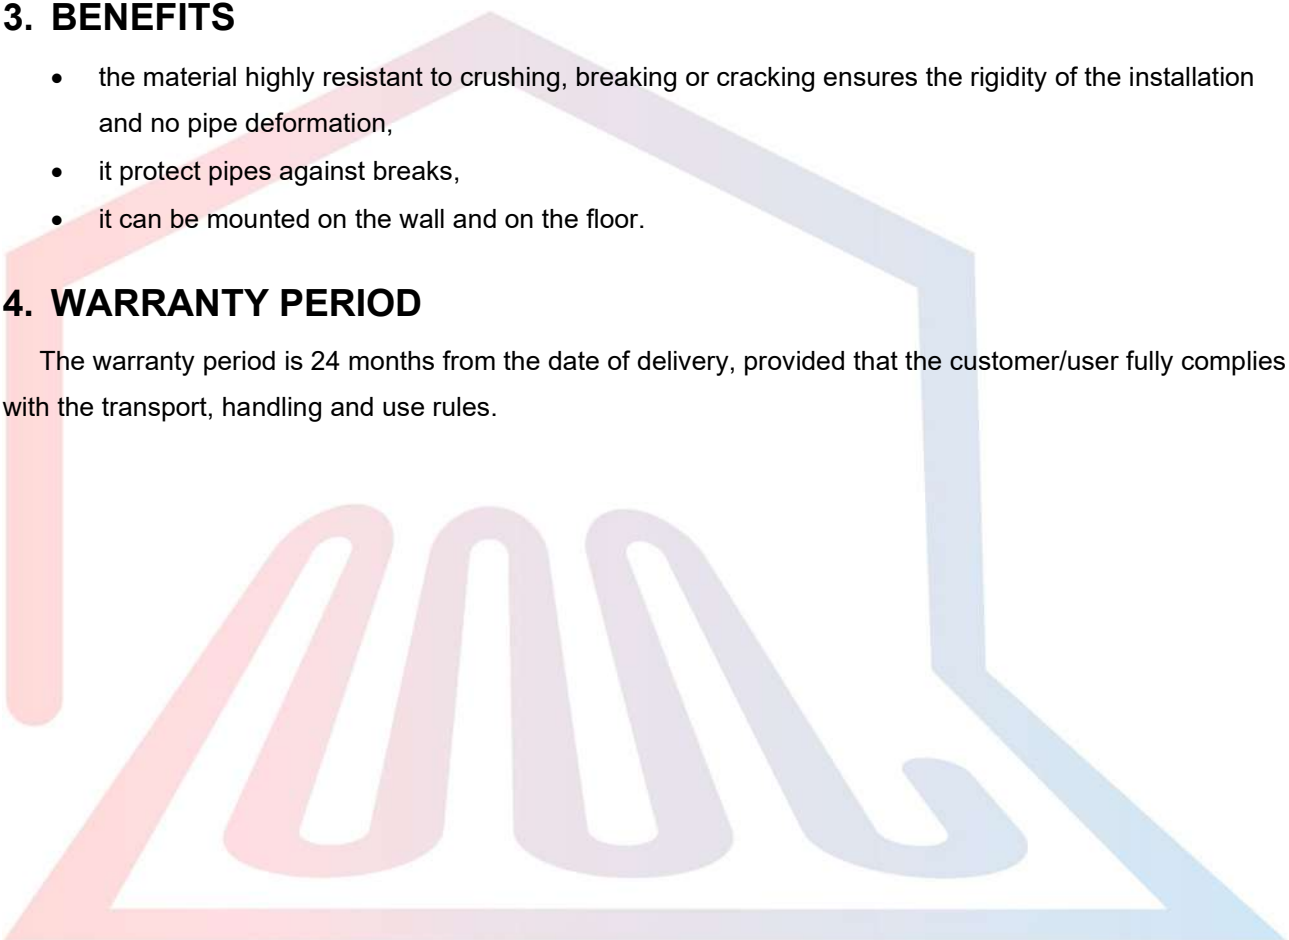 3. BENEFITS
• the material highly resistant to crushing, breaking or cracking ensures the rigidity of the installation
and no pipe deformation,
• it protect pipes against breaks,
• it can be mounted on the wall and on the floor.
4. WARRANTY PERIOD
The warranty period is 24 months from the date of delivery, provided that the customer/user fully complies
with the transport, handling and use rules.